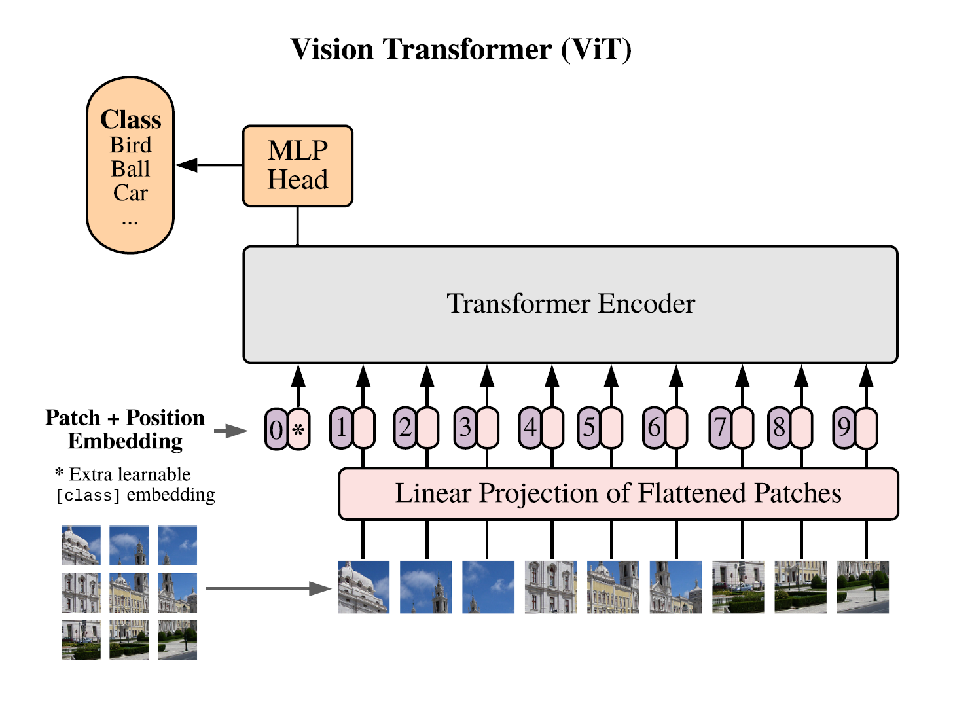 Vision Transformer (ViT)
Class
Bird
Ball
Car
...
MLP
Head
Transformer Encoder
Patch + Position
Embedding
0 * 1 2 3 4 5 6 7 8 9
* Extra learnable
[class] embedding
Linear Projection of Flattened Patches